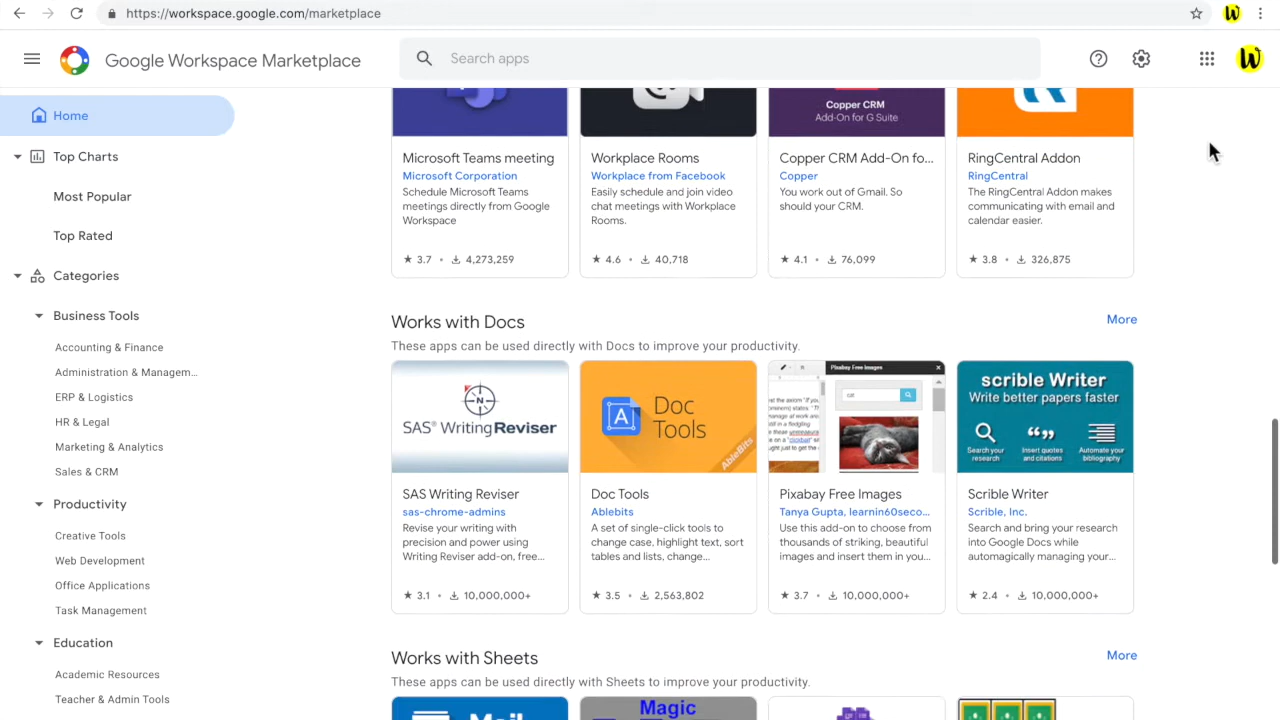 https://workspace.google.com/marketplace
Google Workspace Marketplace
Search apps
Home
Top Charts
Most Popular
Top Rated
Categories
Business Tools
Accounting & Finance
Administration & Managem...
ERP & Logistics
HR & Legal
Marketing & Analytics
Sales & CRM
Productivity
Creative Tools
Web Development
Office Applications
Task Management
Education
Academic Resources
Teacher & Admin Tools
Microsoft Teams meeting
Microsoft Corporation
Schedule Microsoft Teams
meetings directly from Google
Workspace
3.7 • 4,273,259
Workplace Rooms
Workplace from Facebook
Easily schedule and join video
chat meetings with Workplace
Rooms.
4.6 • 40,718
Copper CRM
Add-On for G Suite
Copper CRM Add-On fo...
Copper
You work out of Gmail. So
should your CRM.
4.1 • 76,099
RingCentral Addon
RingCentral
The RingCentral Addon makes
communicating with email and
calendar easier.
3.8 • 326,875
Works with Docs
More
These apps can be used directly with Docs to improve your productivity.
SAS® WritingReviser
SAS Writing Reviser
sas-chrome-admins
Revise your writing with
precision and power using
Writing Reviser add-on, free...
3.1 • 10,000,000+
Doc
Tools
AbleBits
Doc Tools
Ablebits
A set of single-click tools to
change case, highlight text, sort
tables and lists, change...
3.5 • 2,563,802
Pixabay Free Images
Pixabay Free Images
Tanya Gupta, learnin60seco...
Use this add-on to choose from
thousands of striking, beautiful
images and insert them in you...
3.7 • 10,000,000+
scrible Writer
Write better papers faster
Search your
research
Insert quotes
and citations
Automate your
bibliography
Scrible Writer
Scrible, Inc.
Search and bring your research
into Google Docs while
automagically managing your...
2.4 • 10,000,000+
Works with Sheets
More
These apps can be used directly with Sheets to improve your productivity.
Mail
Magic